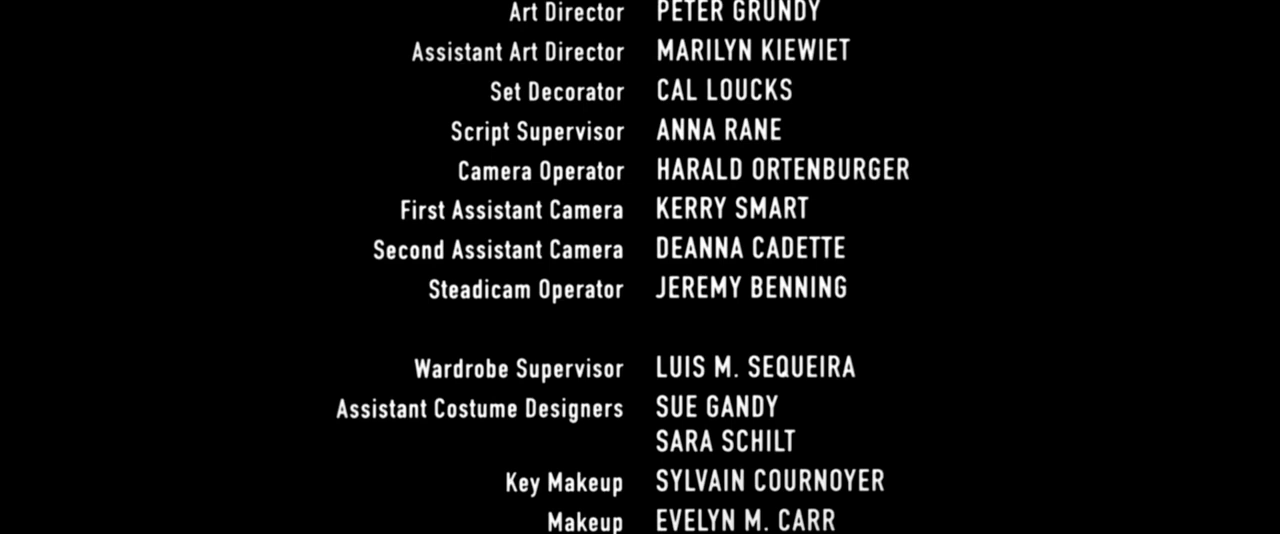 Art Director PETER GRUNDY
Assistant Art Director MARILYN KIEWIET
Set Decorator CAL LOUCKS
Script Supervisor ANNA RANE
Camera Operator HARALD ORTENBURGER
First Assistant Camera KERRY SMART
Second Assistant Camera DEANNA CADETTE
Steadicam Operator JEREMY BENNING
Wardrobe Supervisor LUIS M. SEQUEIRA
Assistant Costume Designers SUE GANDY
SARA SCHILT
Key Makeup SYLVAIN COURNOYER
Makeup EVELYN M. CARR